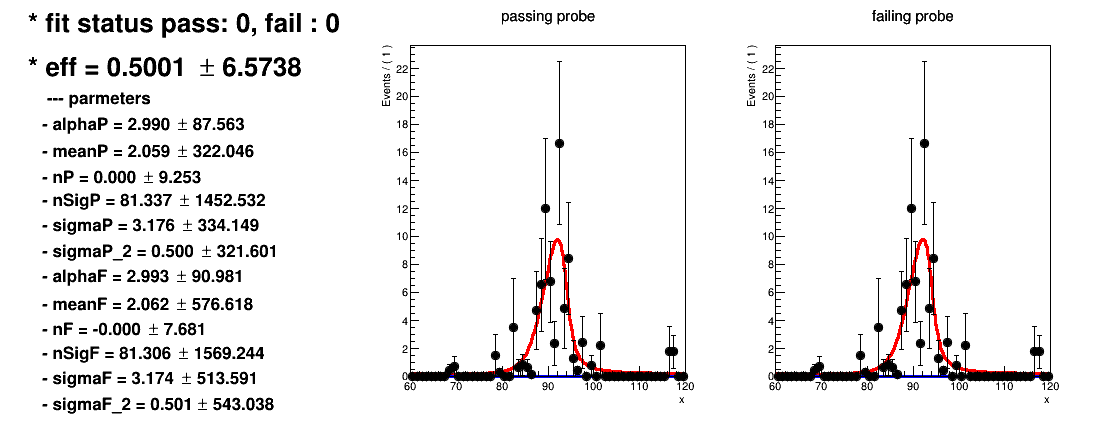 * fit status pass: 0, fail : 0
* eff = 0.5001 ± 6.5738
--- parmeters
- alphaP = 2.990 ± 87.563
- meanP = 2.059 ± 322.046
- nP = 0.000 ± 9.253
- nSigP = 81.337 ± 1452.532
- sigmaP = 3.176 ± 334.149
- sigmaP_2 = 0.500 ± 321.601
- alphaF = 2.993 ± 90.981
- meanF = 2.062 ± 576.618
- nF = -0.000 ± 7.681
- nSigF = 81.306 ± 1569.244
- sigmaF = 3.174 ± 513.591
- sigmaF_2 = 0.501 ± 543.038
passing probe
Events / ( 1 )
22
20
18
16
14
12
10
8
6
4
2
0
60 70 80 90 100 110 120
x
failing probe
Events / ( 1 )
22
20
18
16
14
12
10
8
6
4
2
0
60 70 80 90 100 110 120
x